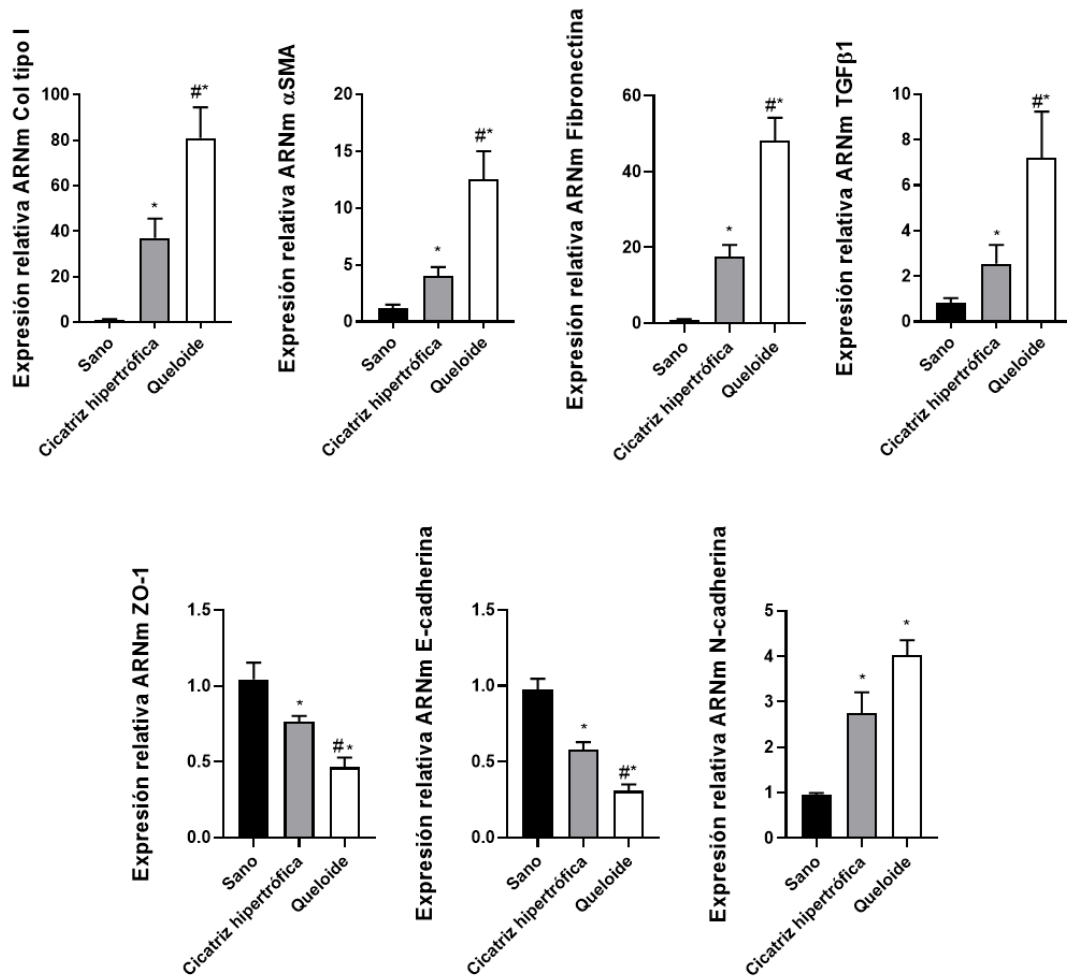 Expresión relativa ARNm Col tipo I
100
80
60
40
20
0
#*
*
Sano
Cicatriz hipertrófica
Queloide
Expresión relativa ARNm αSMA
20
15
10
5
0
#*
*
Sano
Cicatriz hipertrófica
Queloide
Expresión relativa ARNm Fibronectina
60
40
20
0
#*
*
Sano
Cicatriz hipertrófica
Queloide
Expresión relativa ARNm TGFβ1
10
8
6
4
2
0
#*
*
Sano
Cicatriz hipertrófica
Queloide
Expresión relativa ARNm ZO-1
1.5
1.0
0.5
0.0
*
#*
Sano
Cicatriz hipertrófica
Queloide
Expresión relativa ARNm E-cadherina
1.5
1.0
0.5
0.0
*
#*
Sano
Cicatriz hipertrófica
Queloide
Expresión relativa ARNm N-cadherina
5
4
3
2
1
0
*
*
Sano
Cicatriz hipertrófica
Queloide